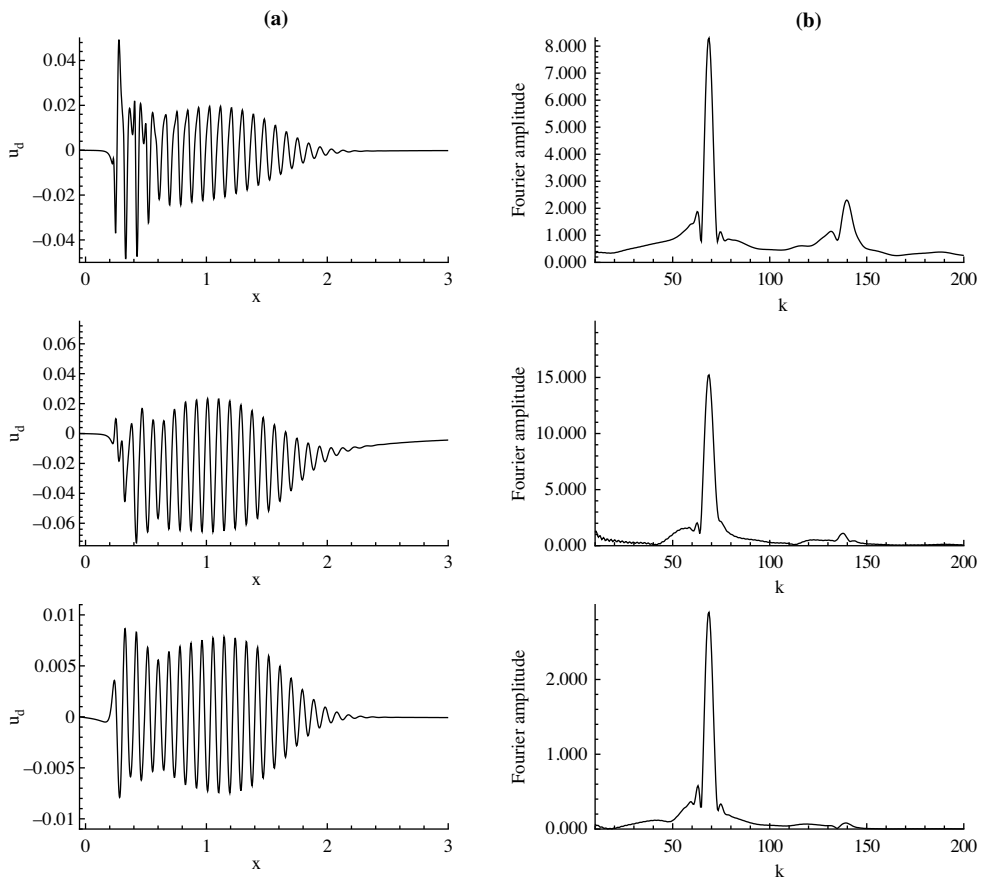 (a)
(b)
0.04
0.02
0
−0.02
−0.04
u_d
0 1 2 3
x
8.000
7.000
6.000
5.000
4.000
3.000
2.000
1.000
0.000
Fourier amplitude
50 100 150 200
k
0.06
0.04
0.02
0
−0.02
−0.04
−0.06
u_d
0 1 2 3
x
15.000
10.000
5.000
0.000
Fourier amplitude
50 100 150 200
k
0.01
0.005
0
−0.005
−0.01
u_d
0 1 2 3
x
2.000
1.000
0.000
Fourier amplitude
50 100 150 200
k